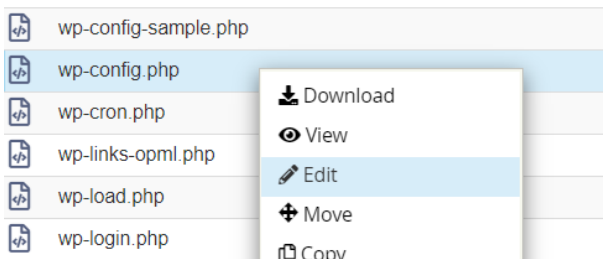 wp-config-sample.php
wp-config.php
Download
wp-cron.php
View
wp-links-opml.php
Edit
wp-load.php
Move
wp-login.php
Copy